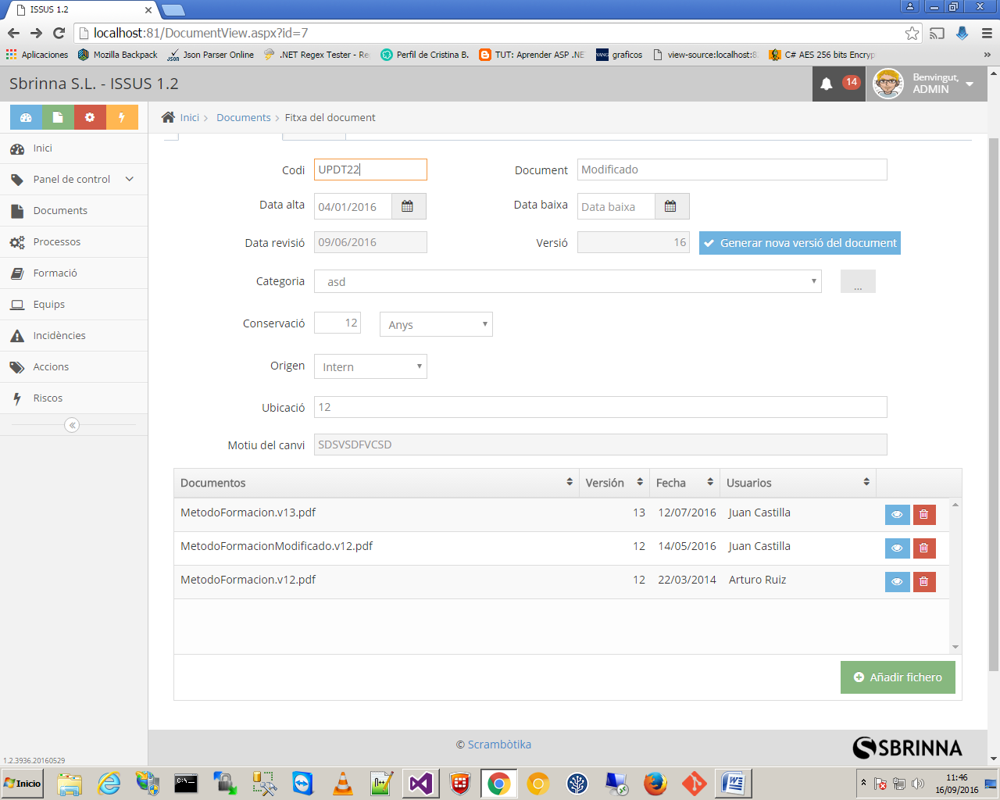 ISSUS 1.2
localhost:81/DocumentView.aspx?id=7
Aplicaciones Mozilla Backpack Json Parser Online .NET Regex Tester - Re Perfil de Cristina B. TUT: Aprender ASP .NE graficos view-source:localhost:8 C# AES 256 bits Encryp »
Sbrinna S.L. - ISSUS 1.2
14
Benvingut,
ADMIN
Inici > Documents > Fitxa del document
Inici
Panel de control
Documents
Processos
Formació
Equips
Incidències
Accions
Riscos
Codi UPDT22 Document Modificado
Data alta 04/01/2016 Data baixa Data baixa
Data revisió 09/06/2016 Versió 16 Generar nova versió del document
Categoria asd ...
Conservació 12 Anys
Origen Intern
Ubicació 12
Motiu del canvi SDSVSDFVCSD
Documentos Versión Fecha Usuarios
MetodoFormacion.v13.pdf 13 12/07/2016 Juan Castilla
MetodoFormacionModificado.v12.pdf 12 14/05/2016 Juan Castilla
MetodoFormacion.v12.pdf 12 22/03/2014 Arturo Ruiz
Añadir fichero
© Scrambòtika
SBRINNA
1.2.3936.20160529
Inicio
11:46
16/09/2016